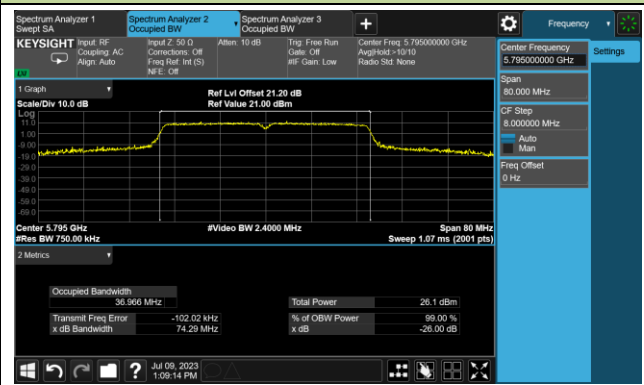 Spectrum Analyzer 1
Swept SA
Spectrum Analyzer 2
Occupied BW
Spectrum Analyzer 3
Occupied BW
Frequency
KEYSIGHT
Input: RF
Coupling: AC
Align: Auto
Input Z: 50 Ω
Corrections: Off
Freq Ref: Int (S)
NFE: Off
Atten: 10 dB
Trig: Free Run
Gate: Off
#IF Gain: Low
Center Freq: 5.795000000 GHz
Avg|Hold:>10/10
Radio Std: None
Center Frequency
5.795000000 GHz
Settings
Span
80.000 MHz
CF Step
8.000000 MHz
Auto
Man
Freq Offset
0 Hz
1 Graph
Scale/Div 10.0 dB
Ref Lvl Offset 21.20 dB
Ref Value 21.00 dBm
Log
11.0
1.00
-9.00
-19.0
-29.0
-39.0
-49.0
-59.0
-69.0
Center 5.795 GHz
#Res BW 750.00 kHz
#Video BW 2.4000 MHz
Span 80 MHz
Sweep 1.07 ms (2001 pts)
2 Metrics
Occupied Bandwidth
36.966 MHz
Total Power 26.1 dBm
Transmit Freq Error -102.02 kHz
% of OBW Power 99.00 %
x dB Bandwidth 74.29 MHz
x dB -26.00 dB
Jul 09, 2023
1:09:14 PM